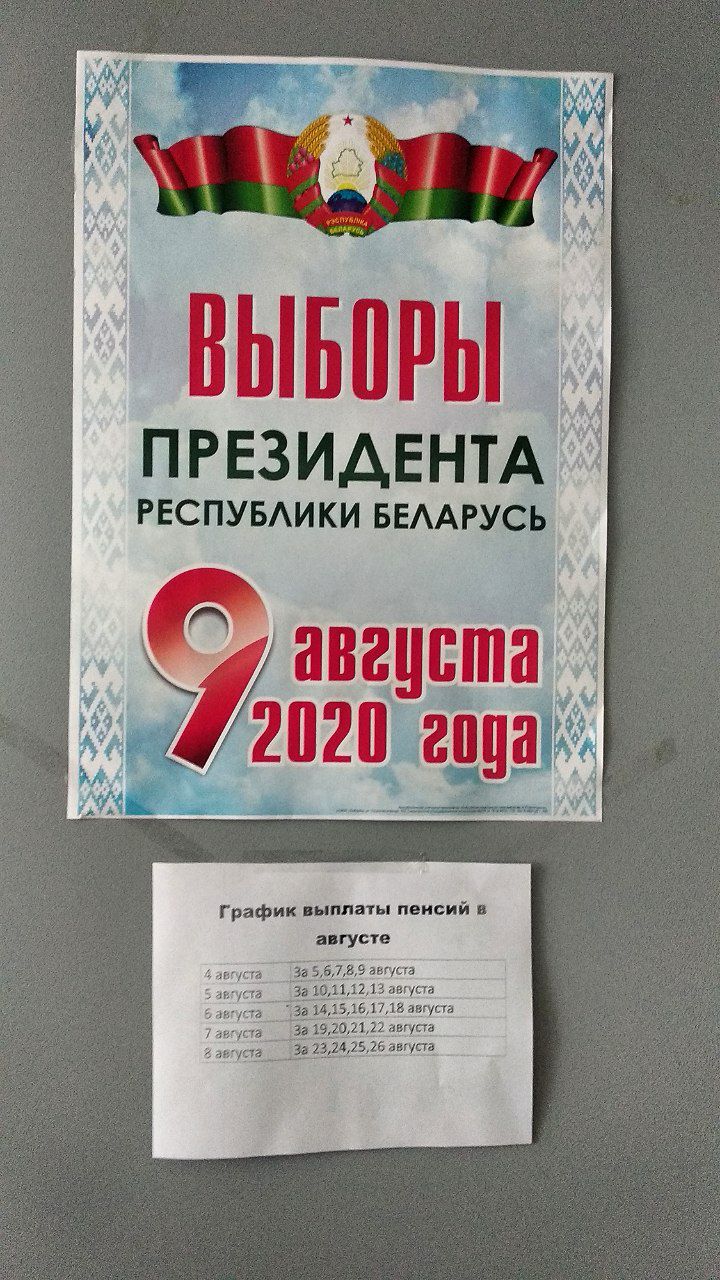 РЭСПУБЛІКА
БЕЛАРУСЬ
ВЫБОРЫ
ПРЕЗИДЕНТА
РЕСПУБЛИКИ БЕЛАРУСЬ
9 августа
2020 года
График выплаты пенсий в
августе
4 августа За 5,6,7,8,9 августа
5 августа За 10,11,12,13 августа
6 августа За 14,15,16,17,18 августа
7 августа За 19,20,21,22 августа
8 августа За 23,24,25,26 августа